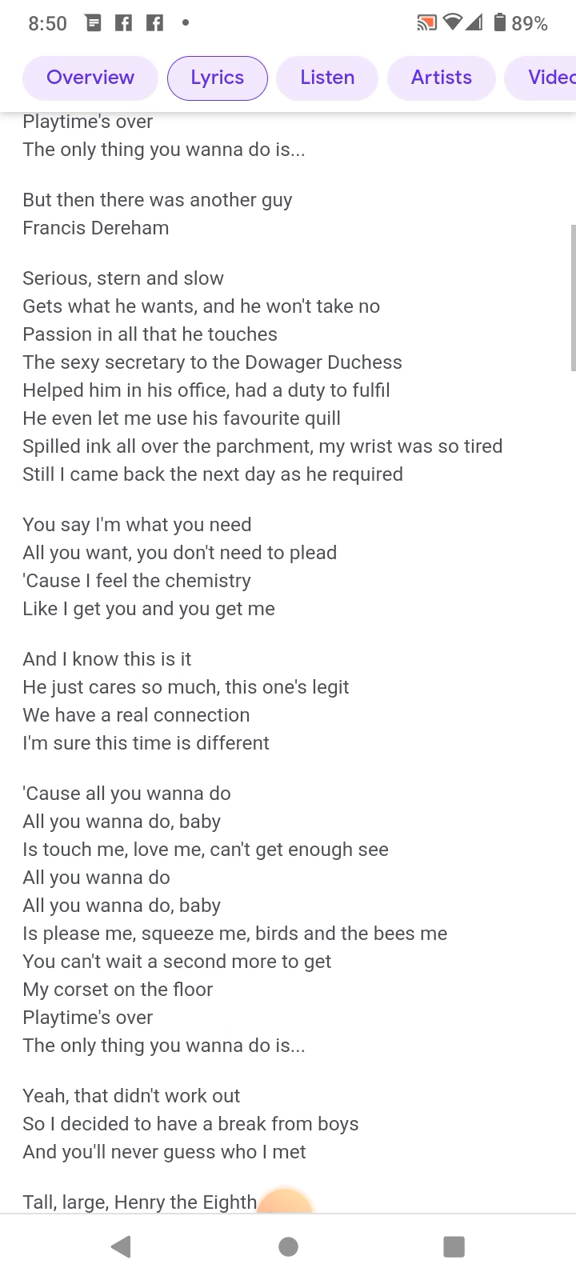 8:50
89%
Overview
Lyrics
Listen
Artists
Videc
Playtime's over
The only thing you wanna do is...
But then there was another guy
Francis Dereham
Serious, stern and slow
Gets what he wants, and he won't take no
Passion in all that he touches
The sexy secretary to the Dowager Duchess
Helped him in his office, had a duty to fulfil
He even let me use his favourite quill
Spilled ink all over the parchment, my wrist was so tired
Still I came back the next day as he required
You say I'm what you need
All you want, you don't need to plead
'Cause I feel the chemistry
Like I get you and you get me
And I know this is it
He just cares so much, this one's legit
We have a real connection
I'm sure this time is different
'Cause all you wanna do
All you wanna do, baby
Is touch me, love me, can't get enough see
All you wanna do
All you wanna do, baby
Is please me, squeeze me, birds and the bees me
You can't wait a second more to get
My corset on the floor
Playtime's over
The only thing you wanna do is...
Yeah, that didn't work out
So I decided to have a break from boys
And you'll never guess who I met
Tall, large, Henry the Eighth